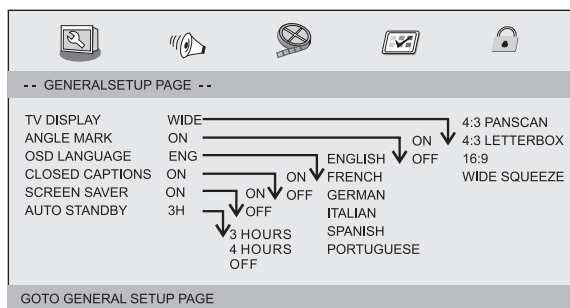 -- GENERALSETUP PAGE --
TV DISPLAY WIDE
ANGLE MARK ON
OSD LANGUAGE ENG
CLOSED CAPTIONS ON
SCREEN SAVER ON
AUTO STANDBY 3H
3 HOURS
4 HOURS
OFF
ON
OFF
ON
OFF
ENGLISH
FRENCH
GERMAN
ITALIAN
SPANISH
PORTUGUESE
ON
OFF
4:3 PANSCAN
4:3 LETTERBOX
16:9
WIDE SQUEEZE
GOTO GENERAL SETUP PAGE